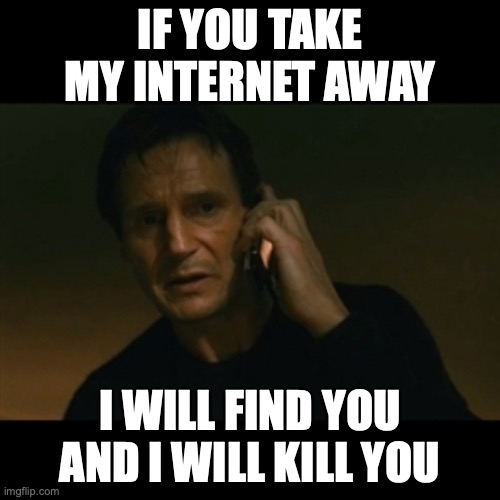 IF YOU TAKE
MY INTERNET AWAY
I WILL FIND YOU
AND I WILL KILL YOU
imgflip.com